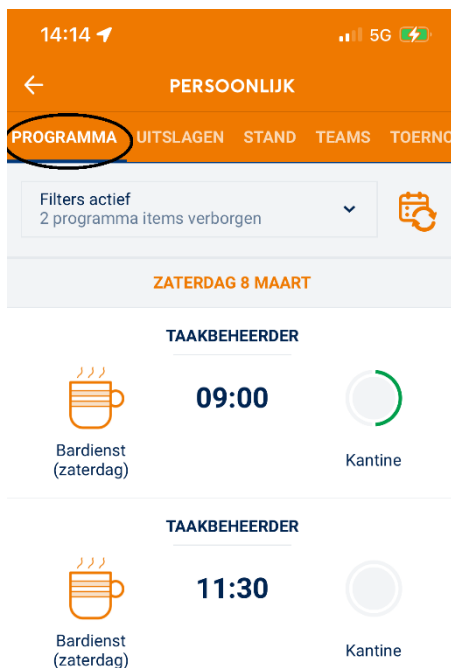 14:14 5G
PERSOONLIJK
PROGRAMMA UITSLAGEN STAND TEAMS TOERNO
Filters actief
2 programma items verborgen
ZATERDAG 8 MAART
TAAKBEHEERDER
09:00
Bardienst
(zaterdag)
Kantine
TAAKBEHEERDER
11:30
Bardienst
(zaterdag)
Kantine